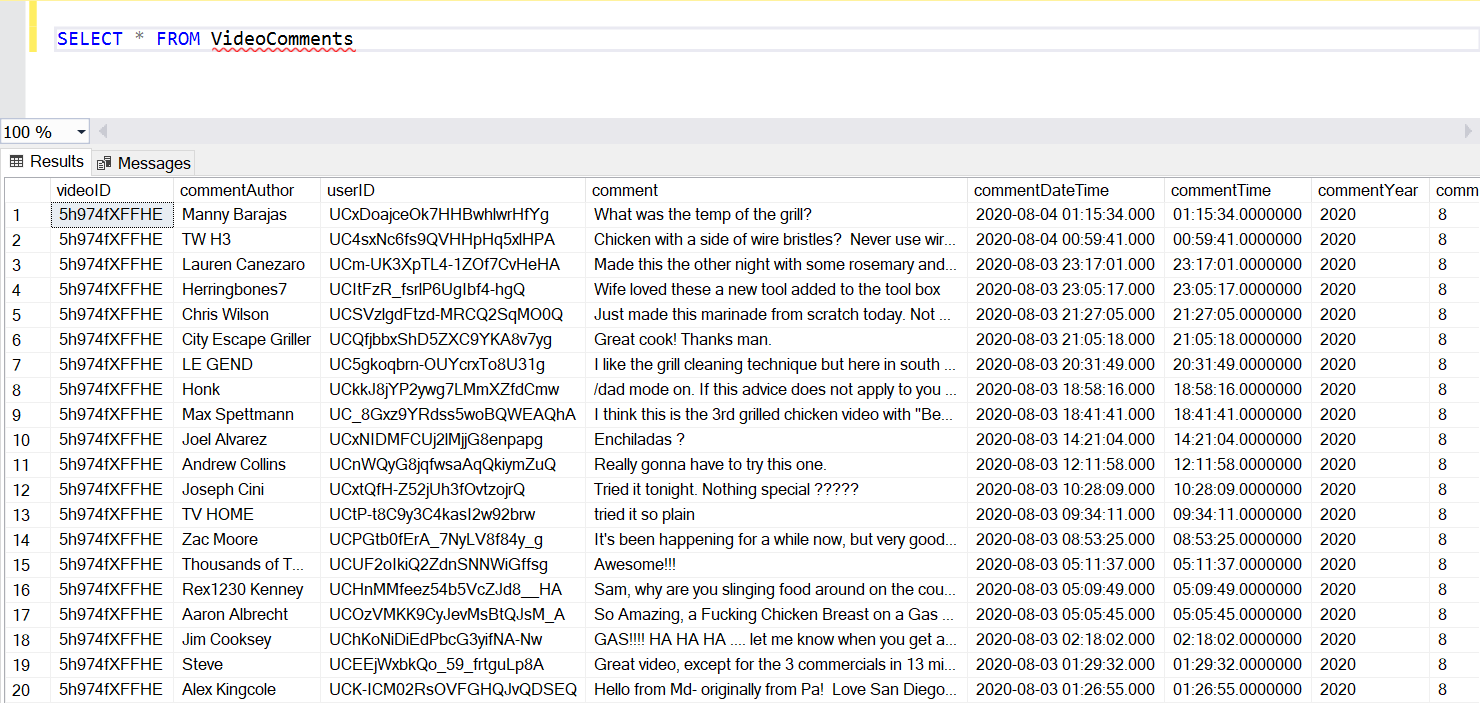 SELECT * FROM VideoComments
100 %
Results Messages
videoID commentAuthor userID comment commentDateTime commentTime commentYear comm
1 5h974fXFFHE Manny Barajas UCxDoajceOk7HHBwhlwrHfYg What was the temp of the grill? 2020-08-04 01:15:34.000 01:15:34.0000000 2020 8
2 5h974fXFFHE TW H3 UC4sxNc6fs9QVHHpHq5xlHPA Chicken with a side of wire bristles?  Never use wir... 2020-08-04 00:59:41.000 00:59:41.0000000 2020 8
3 5h974fXFFHE Lauren Canezaro UCm-UK3XpTL4-1ZOf7CvHeHA Made this the other night with some rosemary and... 2020-08-03 23:17:01.000 23:17:01.0000000 2020 8
4 5h974fXFFHE Herringbones7 UCItFzR_fsrlP6UgIbf4-hgQ Wife loved these a new tool added to the tool box 2020-08-03 23:05:17.000 23:05:17.0000000 2020 8
5 5h974fXFFHE Chris Wilson UCSVzlgdFtzd-MRCQ2SqMO0Q Just made this marinade from scratch today. Not ... 2020-08-03 21:27:05.000 21:27:05.0000000 2020 8
6 5h974fXFFHE City Escape Griller UCQfjbbxShD5ZXC9YKA8v7yg Great cook! Thanks man. 2020-08-03 21:05:18.000 21:05:18.0000000 2020 8
7 5h974fXFFHE LE GEND UC5gkoqbrn-OUYcrxTo8U31g I like the grill cleaning technique but here in south ... 2020-08-03 20:31:49.000 20:31:49.0000000 2020 8
8 5h974fXFFHE Honk UCkkJ8jYP2ywg7LMmXZfdCmw /dad mode on. If this advice does not apply to you ... 2020-08-03 18:58:16.000 18:58:16.0000000 2020 8
9 5h974fXFFHE Max Spettmann UC_8Gxz9YRdss5woBQWEAQhA I think this is the 3rd grilled chicken video with "Be... 2020-08-03 18:41:41.000 18:41:41.0000000 2020 8
10 5h974fXFFHE Joel Alvarez UCxNIDMFCUj2lMjjG8enpapg Enchiladas ? 2020-08-03 14:21:04.000 14:21:04.0000000 2020 8
11 5h974fXFFHE Andrew Collins UCnWQyG8jqfwsaAqQkiymZuQ Really gonna have to try this one. 2020-08-03 12:11:58.000 12:11:58.0000000 2020 8
12 5h974fXFFHE Joseph Cini UCxtQfH-Z52jUh3fOvtzojrQ Tried it tonight. Nothing special ????? 2020-08-03 10:28:09.000 10:28:09.0000000 2020 8
13 5h974fXFFHE TV HOME UCtP-t8C9y3C4kasI2w92brw tried it so plain 2020-08-03 09:34:11.000 09:34:11.0000000 2020 8
14 5h974fXFFHE Zac Moore UCPGtb0fErA_7NyLV8f84y_g It's been happening for a while now, but very good... 2020-08-03 08:53:25.000 08:53:25.0000000 2020 8
15 5h974fXFFHE Thousands of T... UCUF2oIkiQ2ZdnSNNWiGffsg Awesome!!! 2020-08-03 05:11:37.000 05:11:37.0000000 2020 8
16 5h974fXFFHE Rex1230 Kenney UCHnMMfeez54b5VcZJd8__HA Sam, why are you slinging food around on the cou... 2020-08-03 05:09:49.000 05:09:49.0000000 2020 8
17 5h974fXFFHE Aaron Albrecht UCOzVMKK9CyJevMsBtQJsM_A So Amazing, a Fucking Chicken Breast on a Gas ... 2020-08-03 05:05:45.000 05:05:45.0000000 2020 8
18 5h974fXFFHE Jim Cooksey UChKoNiDiEdPbcG3yifNA-Nw GAS!!!! HA HA HA .... let me know when you get a... 2020-08-03 02:18:02.000 02:18:02.0000000 2020 8
19 5h974fXFFHE Steve UCEEjWxbkQo_59_frtguLp8A Great video, except for the 3 commercials in 13 mi... 2020-08-03 01:29:32.000 01:29:32.0000000 2020 8
20 5h974fXFFHE Alex Kingcole UCK-ICM02RsOVFGHQJvQDSEQ Hello from Md- originally from Pa!  Love San Diego... 2020-08-03 01:26:55.000 01:26:55.0000000 2020 8